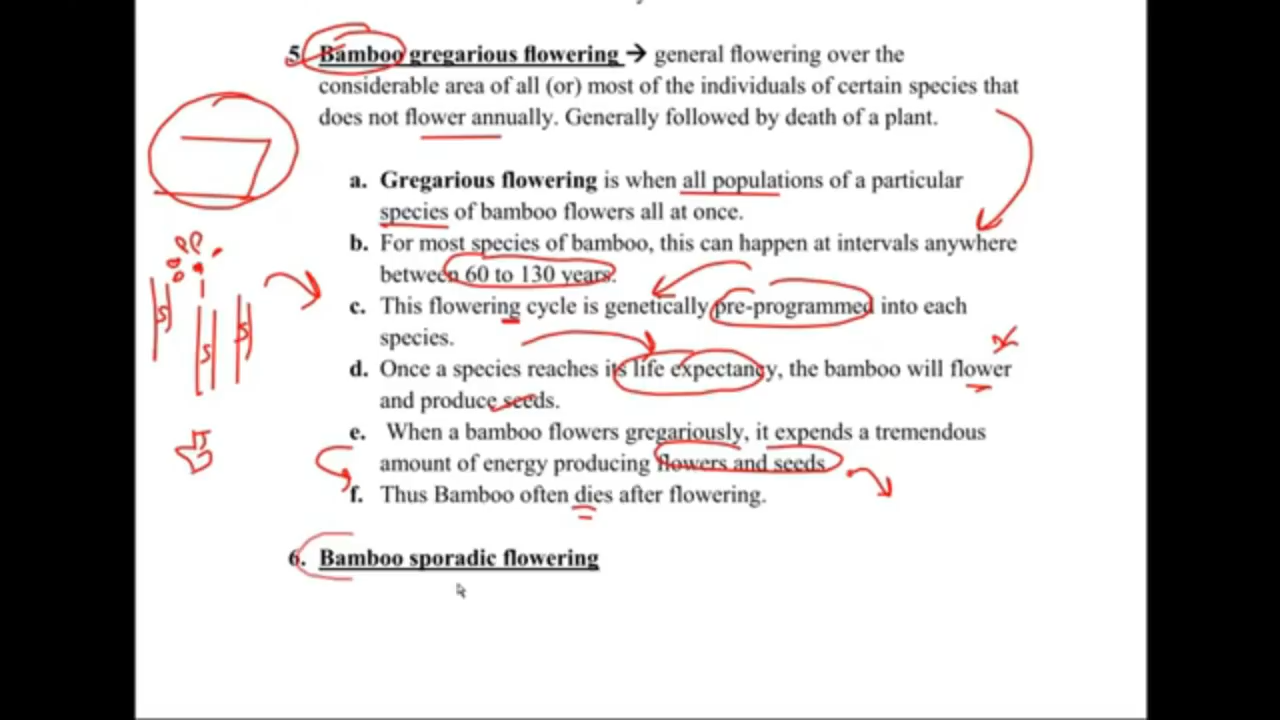 5. Bamboo gregarious flowering → general flowering over the
considerable area of all (or) most of the individuals of certain species that
does not flower annually. Generally followed by death of a plant.
a. Gregarious flowering is when all populations of a particular
species of bamboo flowers all at once.
b. For most species of bamboo, this can happen at intervals anywhere
between 60 to 130 years.
c. This flowering cycle is genetically pre-programmed into each
species.
d. Once a species reaches its life expectancy, the bamboo will flower
and produce seeds.
e. When a bamboo flowers gregariously, it expends a tremendous
amount of energy producing flowers and seeds
f. Thus Bamboo often dies after flowering.
6. Bamboo sporadic flowering